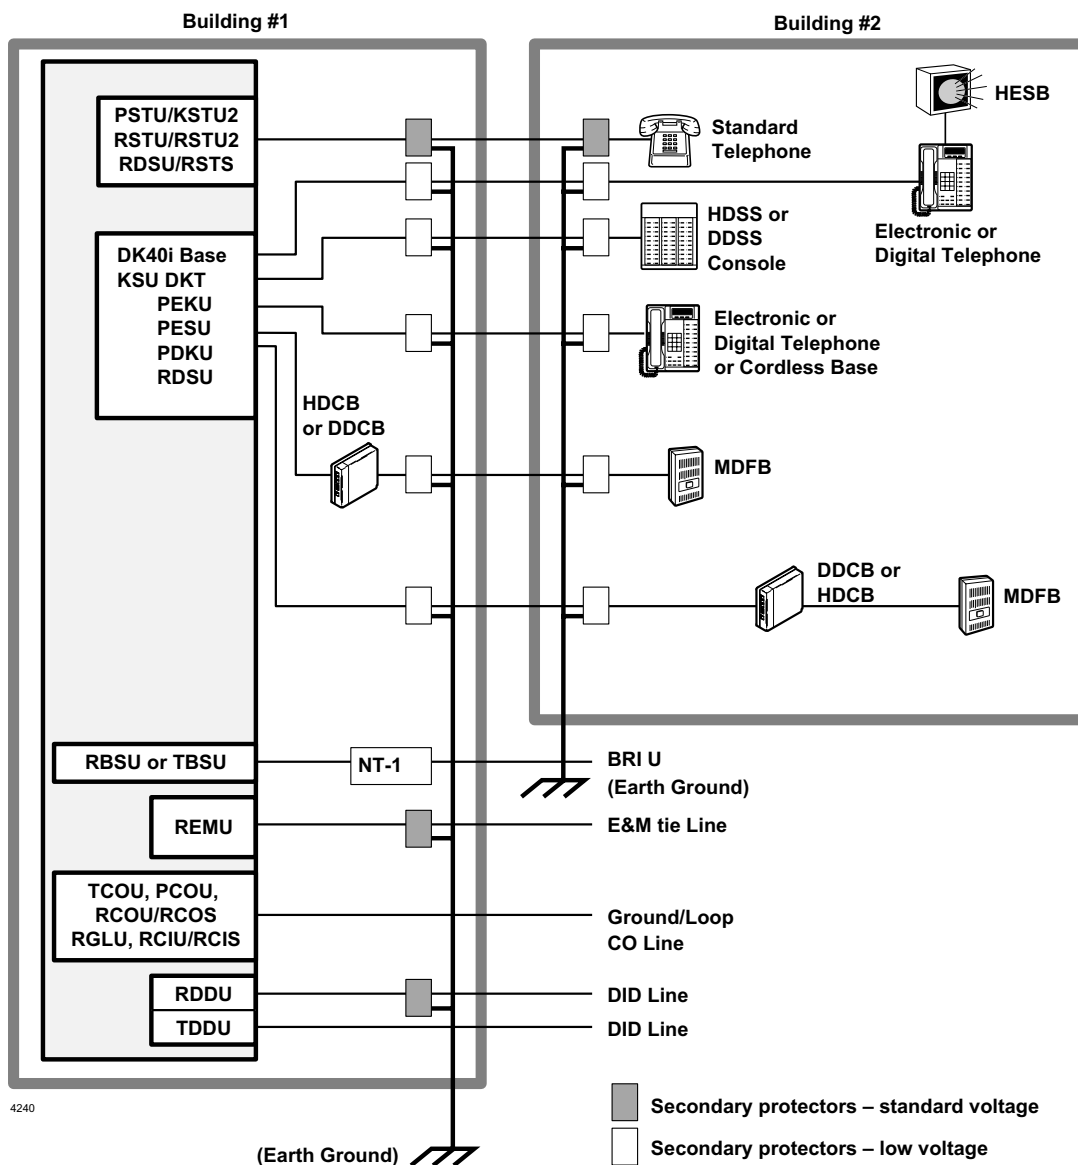 Building #1
Building #2
PSTU/KSTU2
RSTU/RSTU2
RDSU/RSTS
Standard
Telephone
HESB
HDSS or
DDSS
Console
Electronic or
Digital Telephone
DK40i Base
KSU DKT
PEKU
PESU
PDKU
RDSU
Electronic or
Digital Telephone
or Cordless Base
HDCB
or DDCB
MDFB
DDCB or
HDCB
MDFB
RBSU or TBSU
NT-1
BRI U
(Earth Ground)
REMU
E&M tie Line
TCOU, PCOU,
RCOU/RCOS
RGLU, RCIU/RCIS
Ground/Loop
CO Line
RDDU
DID Line
TDDU
DID Line
4240
(Earth Ground)
Secondary protectors – standard voltage
Secondary protectors – low voltage